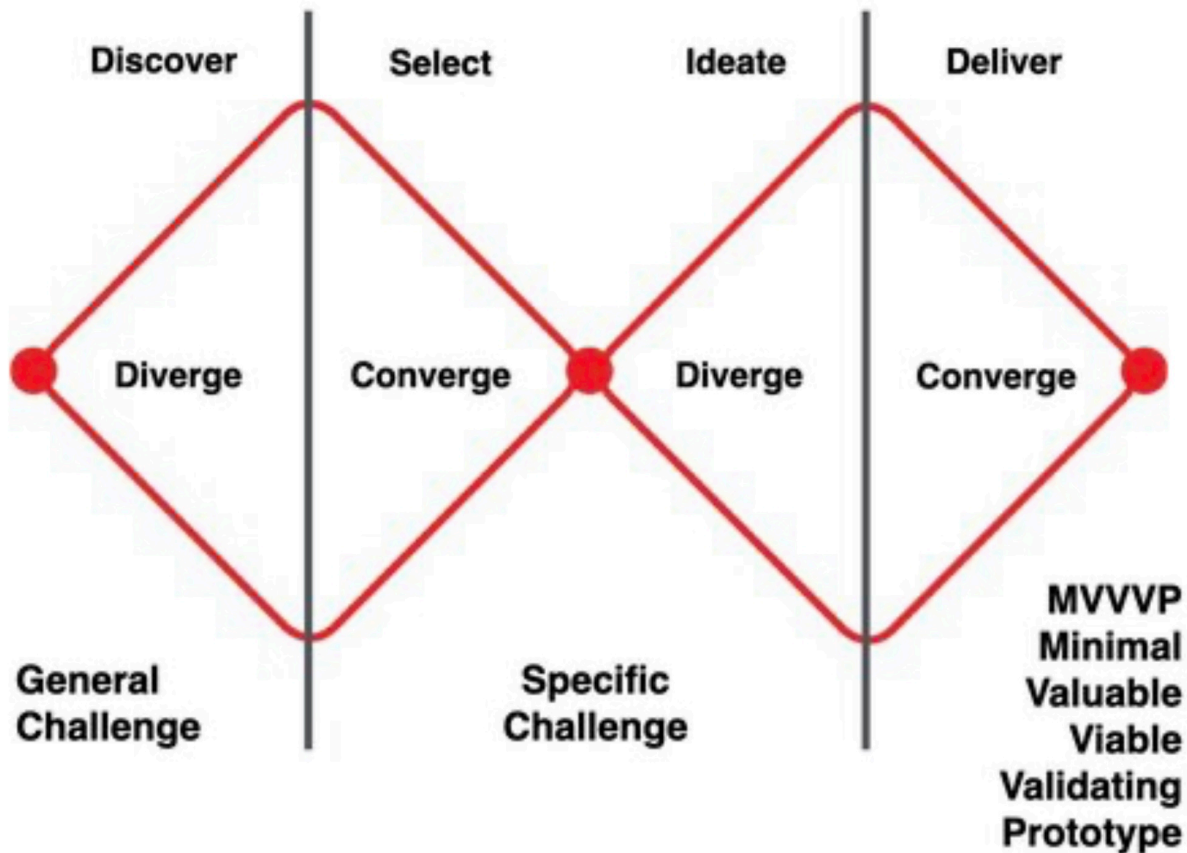 Discover
Select
Ideate
Deliver
Diverge
Converge
Diverge
Converge
General
Challenge
Specific
Challenge
MVVVP
Minimal
Valuable
Viable
Validating
Prototype